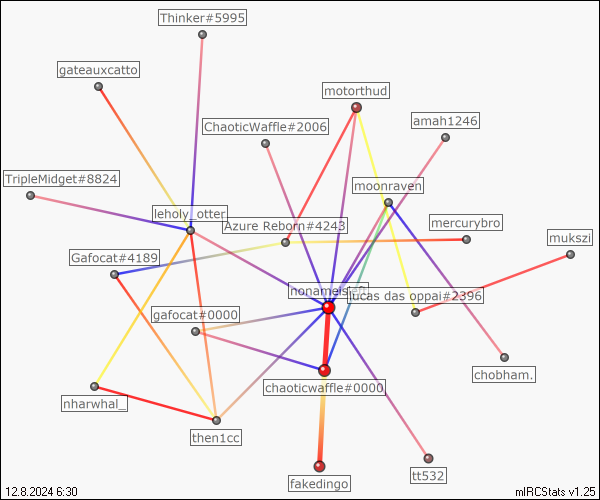 Thinker#5995
gateauxcatto
motorthud
amah1246
ChaoticWaffle#2006
TripleMidget#8824
moonraven
leholy_otter
Azure Reborn#4243
mercurybro
mukszi
Gafocat#4189
lucas das oppai#2396
gafocat#0000
chobham.
chaoticwaffle#0000
nharwhal_
then1cc
tt532
fakedingo
12.8.2024 6:30
mIRCStats v1.25